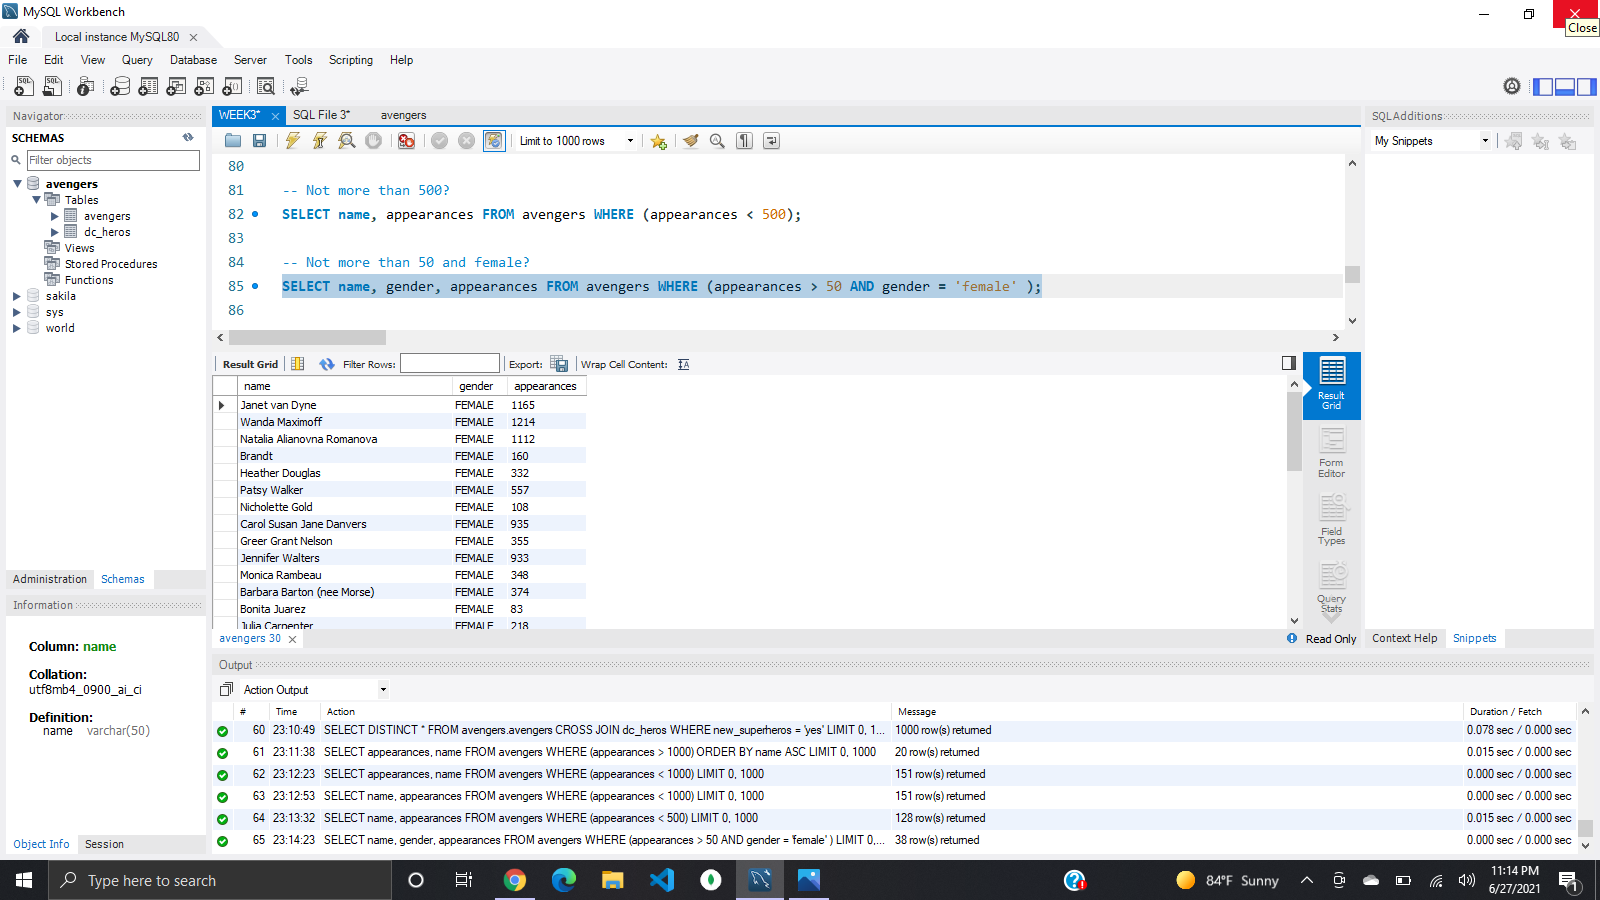 MySQL Workbench
Close
Local instance MySQL80
File Edit View Query Database Server Tools Scripting Help
Navigator
SCHEMAS
Filter objects
avengers
Tables
avengers
dc_heros
Views
Stored Procedures
Functions
sakila
sys
world
Administration Schemas
Information
Column: name
Collation:
utf8mb4_0900_ai_ci
Definition:
name varchar(50)
Object Info Session
WEEK3* SQL File 3* avengers
Limit to 1000 rows
80
81 -- Not more than 500?
82 SELECT name, appearances FROM avengers WHERE (appearances < 500);
83
84 -- Not more than 50 and female?
85 SELECT name, gender, appearances FROM avengers WHERE (appearances > 50 AND gender = 'female' );
86
Result Grid Filter Rows: Export: Wrap Cell Content:
name gender appearances
Janet van Dyne FEMALE 1165
Wanda Maximoff FEMALE 1214
Natalia Alianovna Romanova FEMALE 1112
Brandt FEMALE 160
Heather Douglas FEMALE 332
Patsy Walker FEMALE 557
Nicholette Gold FEMALE 108
Carol Susan Jane Danvers FEMALE 935
Greer Grant Nelson FEMALE 355
Jennifer Walters FEMALE 933
Monica Rambeau FEMALE 348
Barbara Barton (nee Morse) FEMALE 374
Bonita Juarez FEMALE 83
Julia Carpenter FEMALE 218
Result
Grid
Form
Editor
Field
Types
Query
Stats
avengers 30
Read Only
SQLAdditions
My Snippets
Context Help Snippets
Output
Action Output
# Time Action Message Duration / Fetch
60 23:10:49 SELECT DISTINCT * FROM avengers.avengers CROSS JOIN dc_heros WHERE new_superheros = 'yes' LIMIT 0, 1... 1000 row(s) returned 0.078 sec / 0.000 sec
61 23:11:38 SELECT appearances, name FROM avengers WHERE (appearances > 1000) ORDER BY name ASC LIMIT 0, 1000 20 row(s) returned 0.015 sec / 0.000 sec
62 23:12:23 SELECT appearances, name FROM avengers WHERE (appearances < 1000) LIMIT 0, 1000 151 row(s) returned 0.000 sec / 0.000 sec
63 23:12:53 SELECT name, appearances FROM avengers WHERE (appearances < 1000) LIMIT 0, 1000 151 row(s) returned 0.000 sec / 0.000 sec
64 23:13:32 SELECT name, appearances FROM avengers WHERE (appearances < 500) LIMIT 0, 1000 128 row(s) returned 0.015 sec / 0.000 sec
65 23:14:23 SELECT name, gender, appearances FROM avengers WHERE (appearances > 50 AND gender = 'female' ) LIMIT 0,... 38 row(s) returned 0.000 sec / 0.000 sec
Type here to search
84°F Sunny
11:14 PM
6/27/2021
1